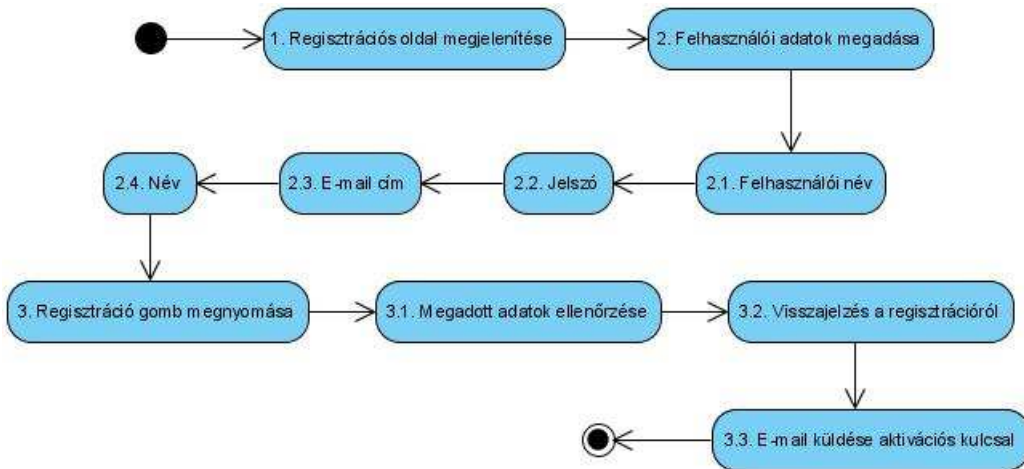 1. Regisztrációs oldal megjelenítése
2. Felhasználói adatok megadása
2.1. Felhasználói név
2.2. Jelszó
2.3. E-mail cím
2.4. Név
3. Regisztráció gomb megnyomása
3.1. Megadott adatok ellenőrzése
3.2. Visszajelzés a regisztrációról
3.3. E-mail küldése aktivációs kulcsal